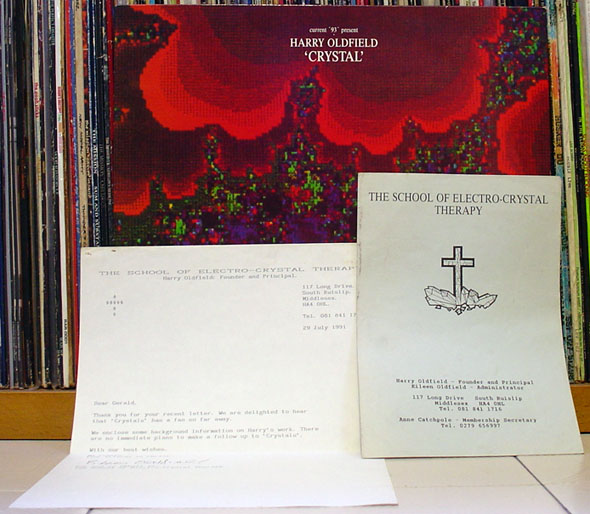 current '93' present
HARRY OLDFIELD
'CRYSTAL'
THE SCHOOL OF ELECTRO-CRYSTAL
THERAPY
Harry Oldfield - Founder and Principal
Eileen Oldfield - Administrator
117 Long Drive South Ruislip
Middlesex HA4 0HL
Tel. 081 841 1716
Anne Catchpole - Membership Secretary
Tel. 0279 656997
THE SCHOOL OF ELECTRO-CRYSTAL THERAP
Harry Oldfield: Founder and Principal.
117 Long Drive
South Ruislip
Middlesex.
HA4 0HL.
Tel. 081 841 17
29 July 1991
Dear Gerald,
Thank you for your recent letter. We are delighted to hear
that "Crystals" has a fan so far away.
We enclose some background information on Harry's work. There
are no immediate plans to make a follow up to "Crystals".
With our best wishes.